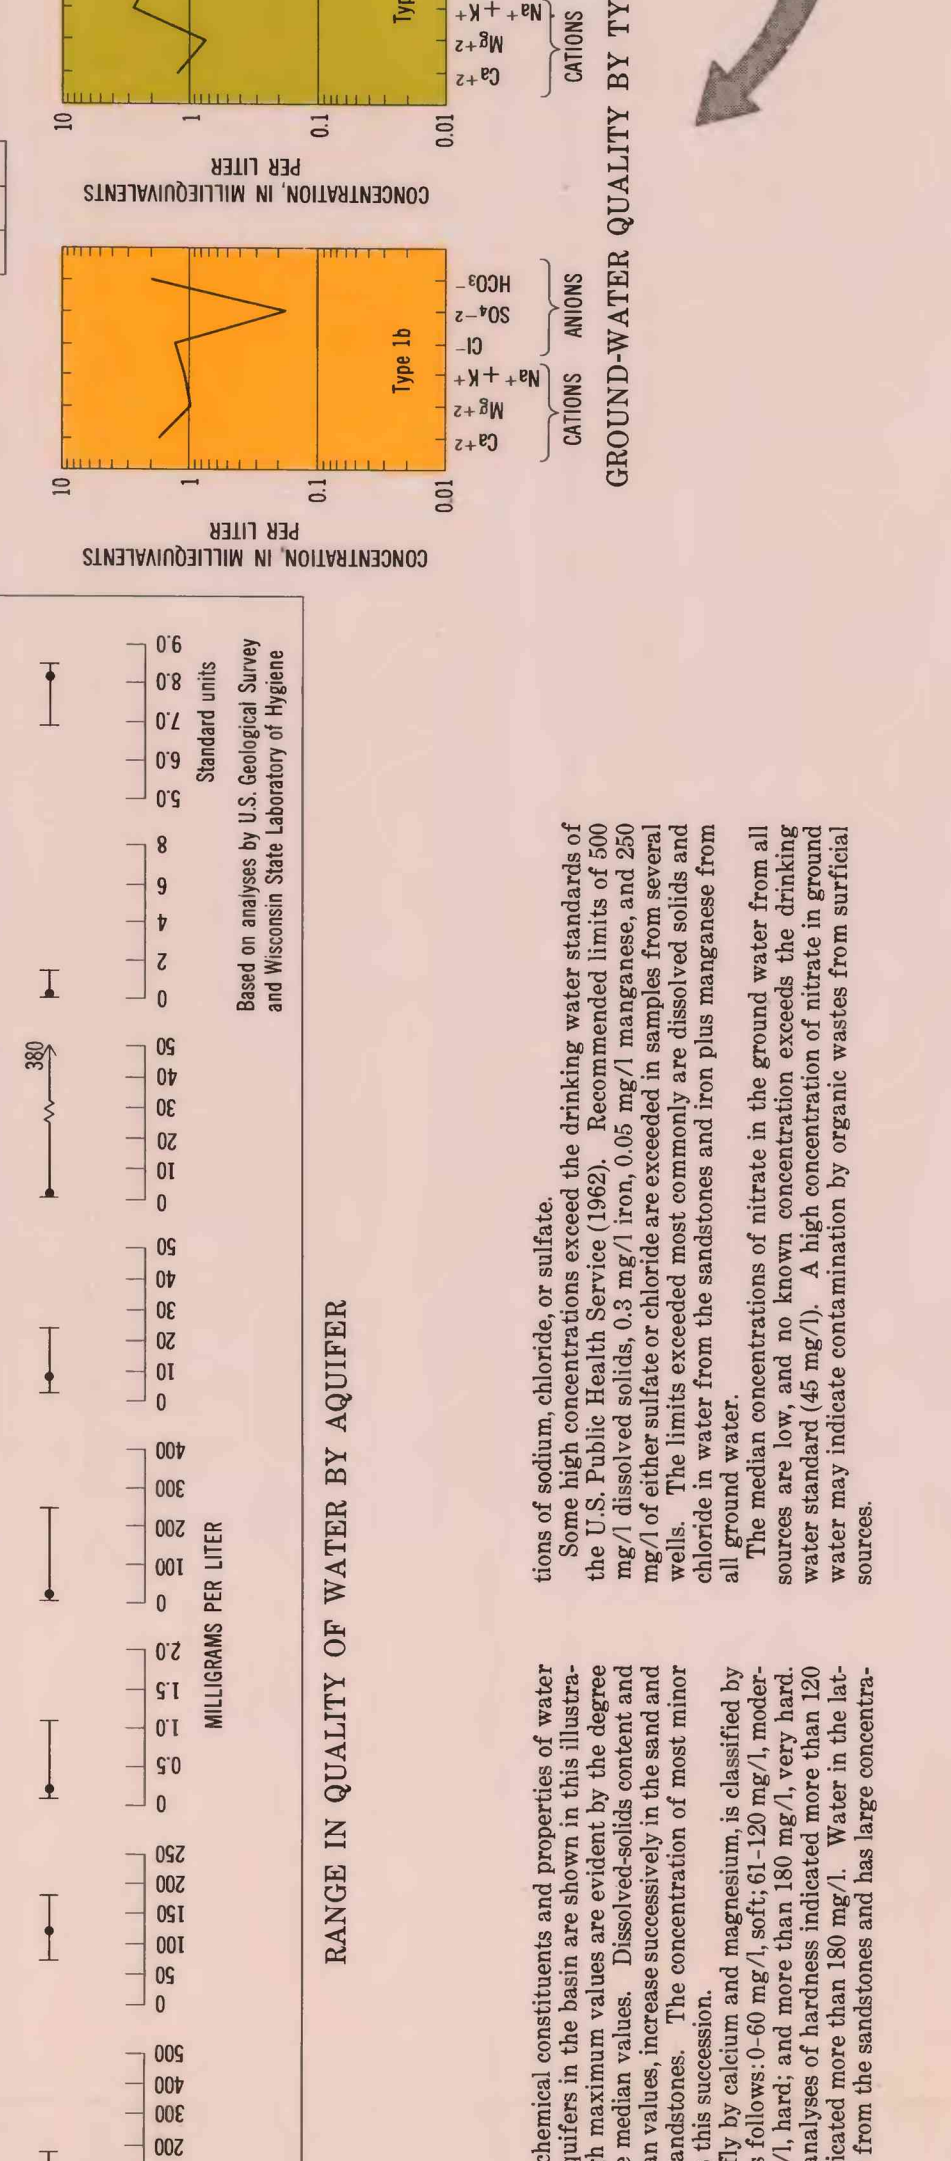 10
1
0.1
0.01
CONCENTRATION, IN MILLIEQUIVALENTS
PER LITER
Ca+2
Mg+2
Na+ + K+
CATIONS
Typ
10
1
0.1
0.01
CONCENTRATION, IN MILLIEQUIVALENTS
PER LITER
Type 1b
Ca+2
Mg+2
Na+ + K+
Cl-
SO4-2
HCO3-
CATIONS
ANIONS
GROUND-WATER QUALITY BY TY
200
300
400
500
0
50
100
150
200
250
0
0.5
1.0
1.5
2.0
0
100
200
300
400
0
10
20
30
40
50
380
0
10
20
30
40
50
0
2
4
6
8
5.0
6.0
7.0
8.0
9.0
MILLIGRAMS PER LITER
Standard units
Based on analyses by U.S. Geological Survey
and Wisconsin State Laboratory of Hygiene
RANGE IN QUALITY OF WATER BY AQUIFER
chemical constituents and properties of water
quifers in the basin are shown in this illustra-
h maximum values are evident by the degree
e median values. Dissolved-solids content and
an values, increase successively in the sand and
andstones. The concentration of most minor
this succession.
fly by calcium and magnesium, is classified by
s follows: 0-60 mg/l, soft; 61-120 mg/l, moder-
/l, hard; and more than 180 mg/l, very hard.
analyses of hardness indicated more than 120
icated more than 180 mg/l. Water in the lat-
from the sandstones and has large concentra-
tions of sodium, chloride, or sulfate.
Some high concentrations exceed the drinking water standards of
the U.S. Public Health Service (1962). Recommended limits of 500
mg/l dissolved solids, 0.3 mg/l iron, 0.05 mg/l manganese, and 250
mg/l of either sulfate or chloride are exceeded in samples from several
wells. The limits exceeded most commonly are dissolved solids and
chloride in water from the sandstones and iron plus manganese from
all ground water.
The median concentrations of nitrate in the ground water from all
sources are low, and no known concentration exceeds the drinking
water standard (45 mg/l). A high concentration of nitrate in ground
water may indicate contamination by organic wastes from surficial
sources.